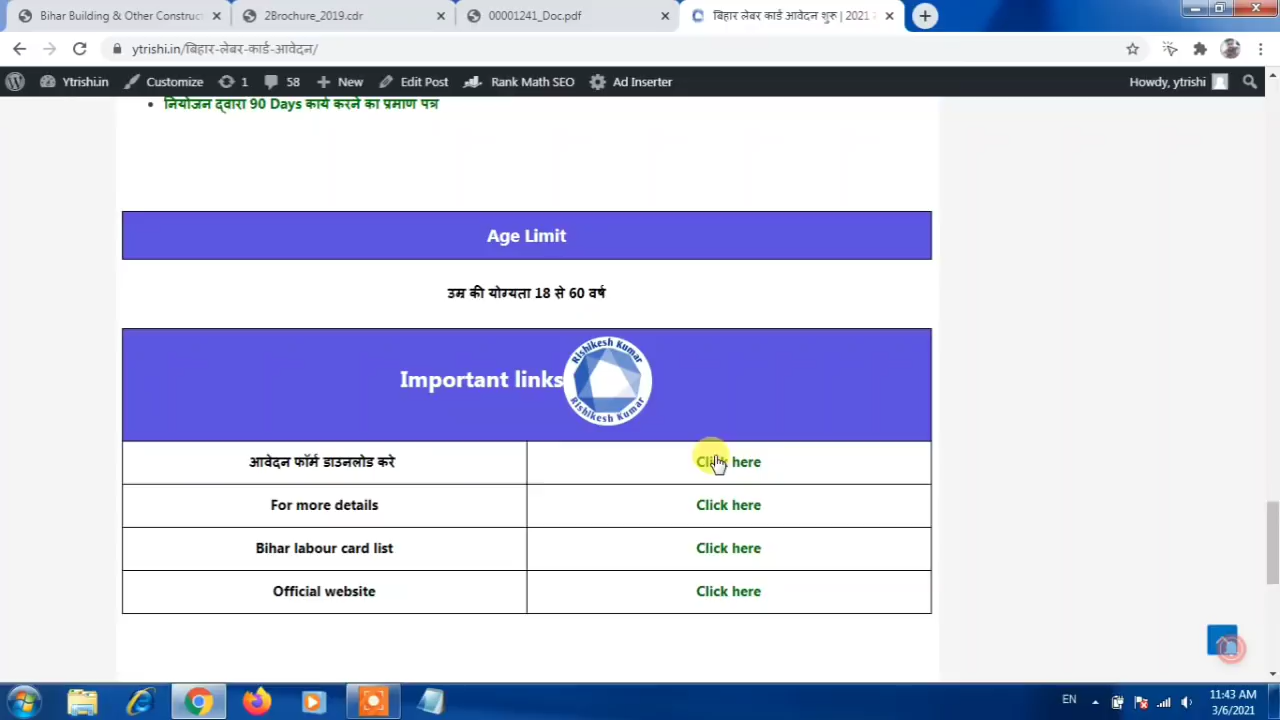 Bihar Building & Other Construc
2Brochure_2019.cdr
00001241_Doc.pdf
बिहार लेबर कार्ड आवेदन शुरू | 2021
ytrishi.in/बिहार-लेबर-कार्ड-आवेदन/
Ytrishi.in
Customize
1
58
New
Edit Post
Rank Math SEO
Ad Inserter
Howdy, ytrishi
नियोजन द्वारा 90 Days कार्य करने का प्रमाण पत्र
Age Limit
उम्र की योग्यता 18 से 60 वर्ष
Important links
Rishikesh Kumar
Rishikesh Kumar
आवेदन फॉर्म डाउनलोड करे
Click here
For more details
Click here
Bihar labour card list
Click here
Official website
Click here
EN
11:43 AM
3/6/2021